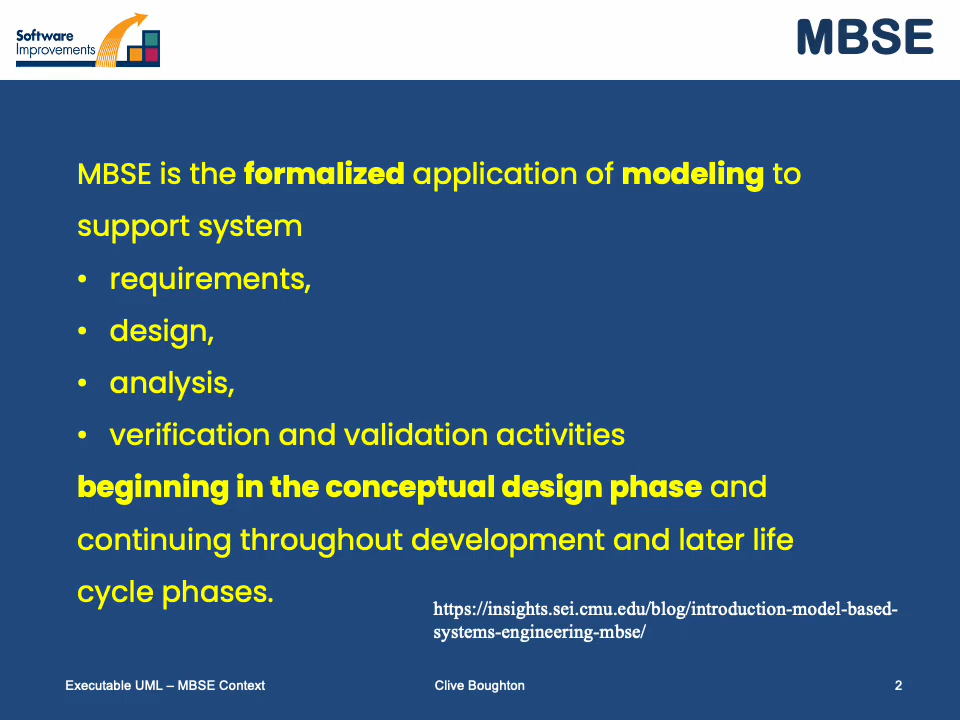 Software
Improvements
MBSE
MBSE is the formalized application of modeling to
support system
• requirements,
• design,
• analysis,
• verification and validation activities
beginning in the conceptual design phase and
continuing throughout development and later life
cycle phases.
https://insights.sei.cmu.edu/blog/introduction-model-based-
systems-engineering-mbse/
Executable UML – MBSE Context
Clive Boughton
2